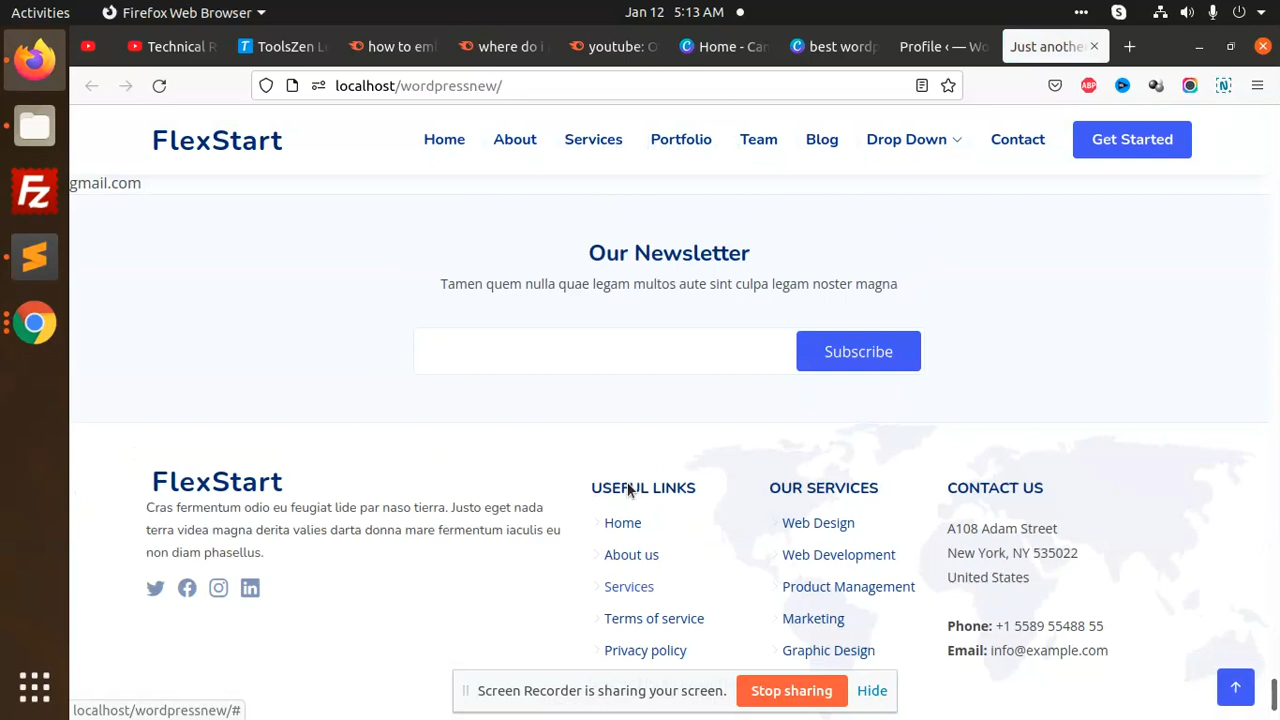 Activities
Firefox Web Browser
Jan 12 5:13 AM
Technical R
ToolsZen L
how to em
where do i
youtube: O
Home - Can
best wordp
Profile ‹ — Wo
Just anothe
localhost/wordpressnew/
ABP
N
FlexStart
Home
About
Services
Portfolio
Team
Blog
Drop Down
Contact
Get Started
gmail.com
Our Newsletter
Tamen quem nulla quae legam multos aute sint culpa legam noster magna
Subscribe
FlexStart
Cras fermentum odio eu feugiat lide par naso tierra. Justo eget nada
terra videa magna derita valies darta donna mare fermentum iaculis eu
non diam phasellus.
USEFUL LINKS
Home
About us
Services
Terms of service
Privacy policy
OUR SERVICES
Web Design
Web Development
Product Management
Marketing
Graphic Design
CONTACT US
A108 Adam Street
New York, NY 535022
United States
Phone: +1 5589 55488 55
Email: info@example.com
Screen Recorder is sharing your screen.
Stop sharing
Hide
localhost/wordpressnew/#